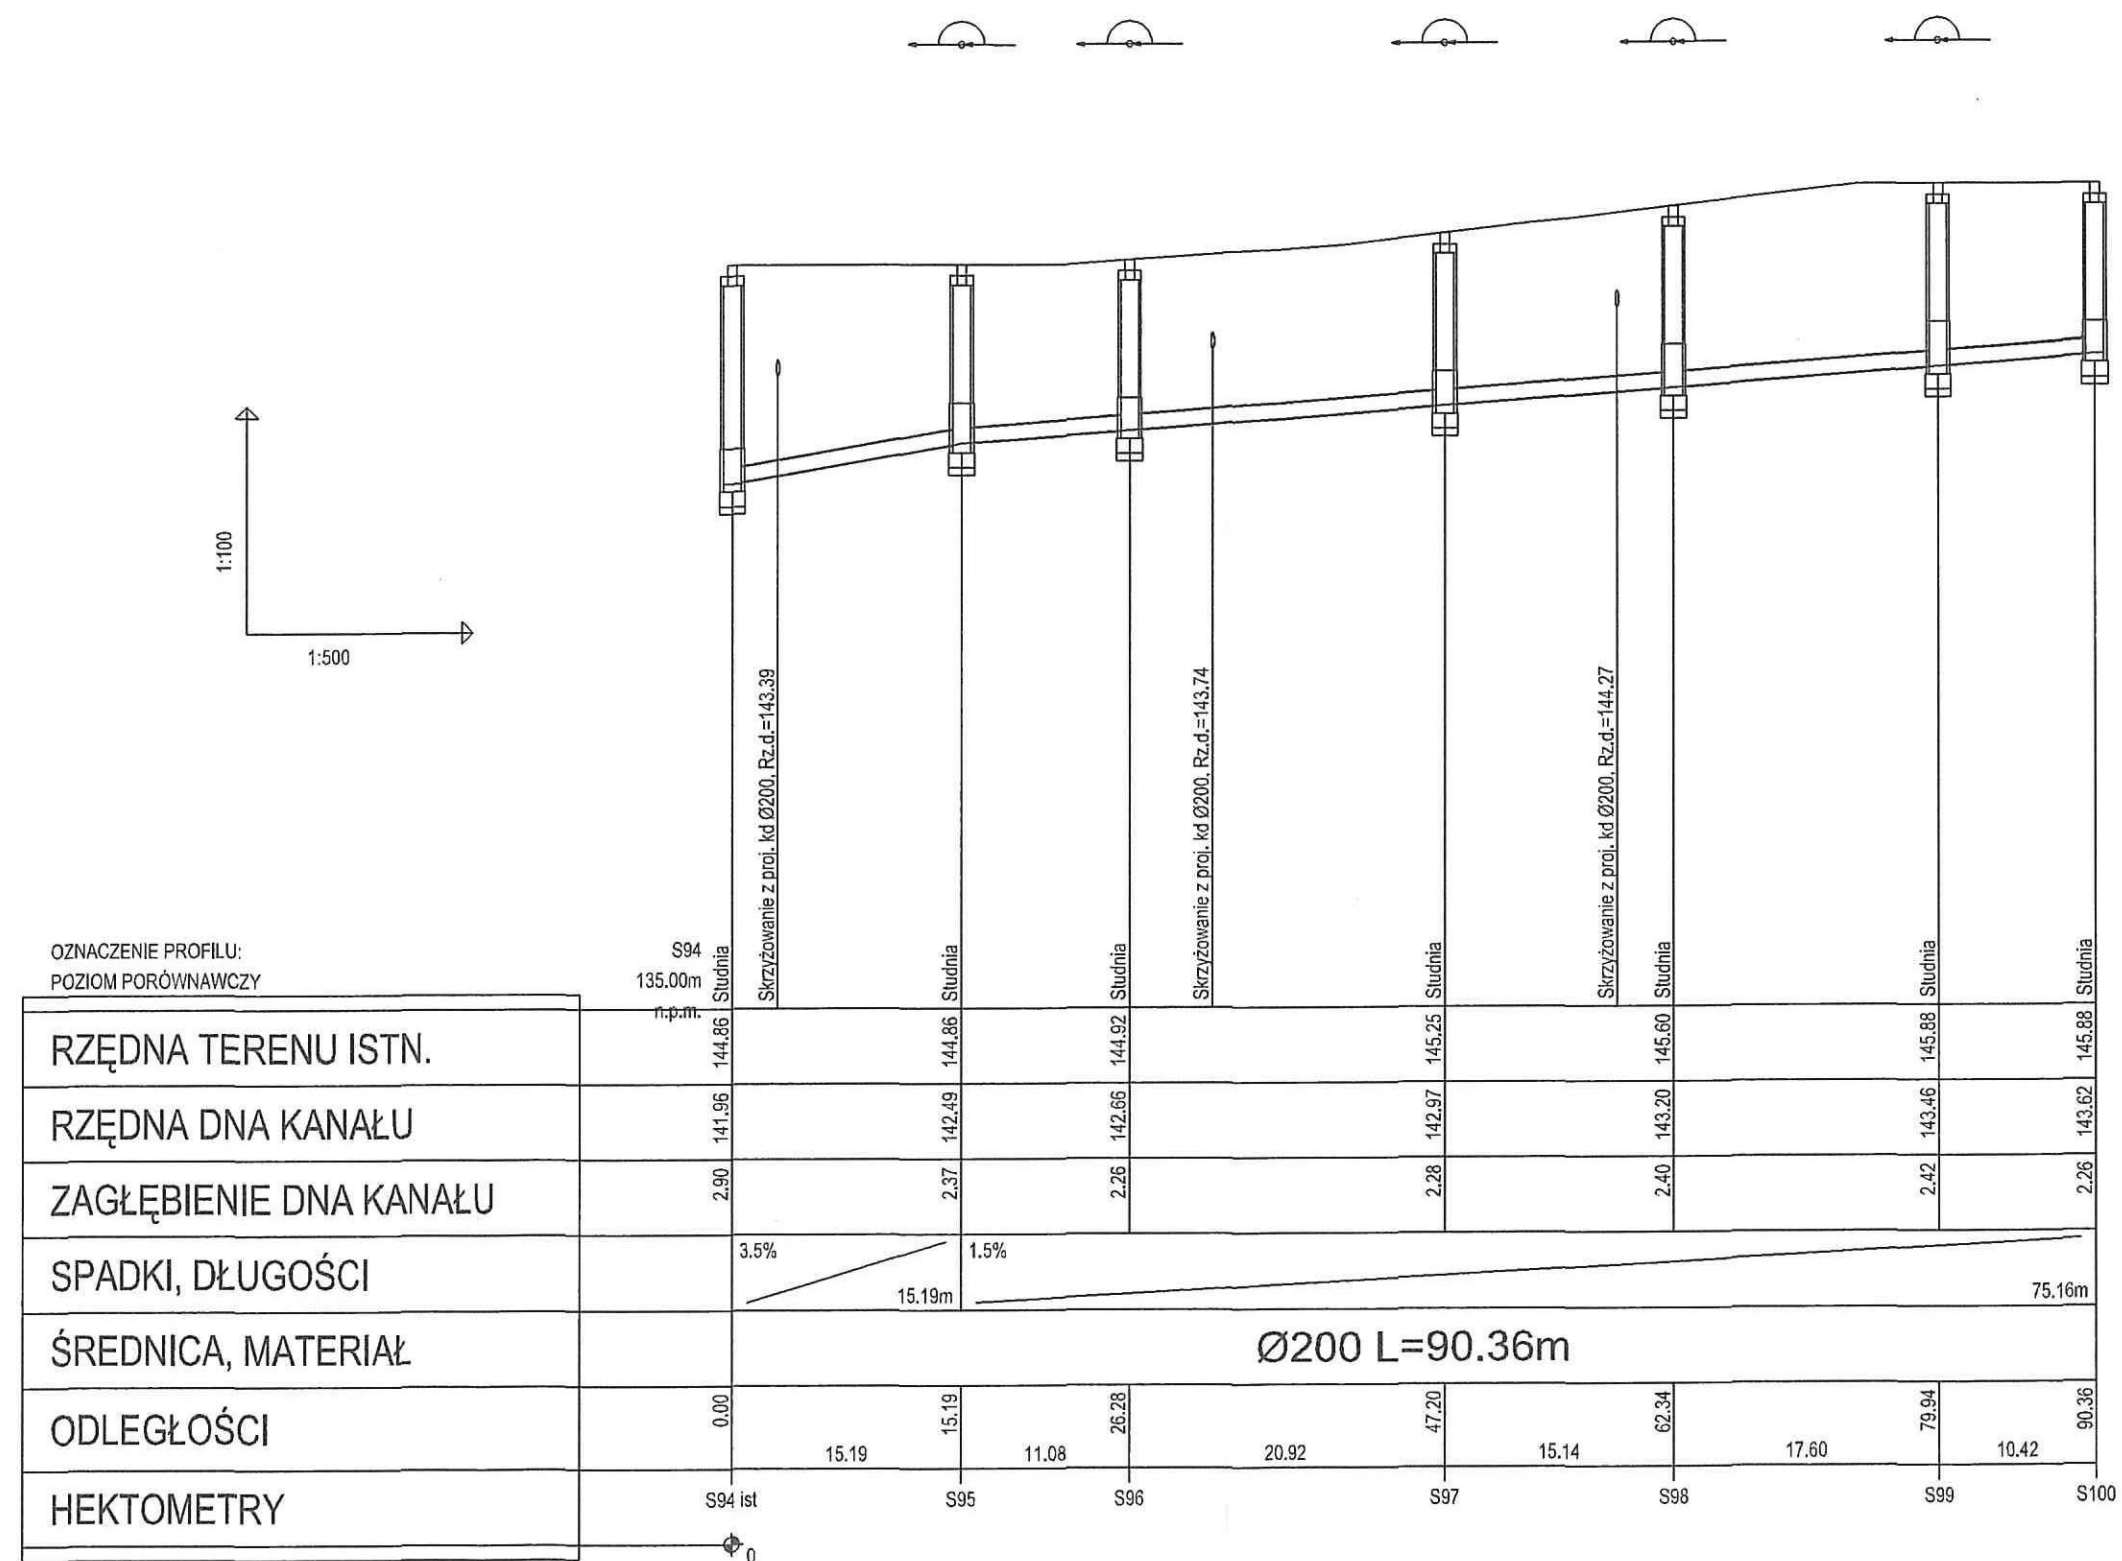 1:100
1:500
Skrzyżowanie z proj. kd Ø200, Rz.d.=143.39
Skrzyżowanie z proj. kd Ø200, Rz.d.=143.74
Skrzyżowanie z proj. kd Ø200, Rz.d.=144.27
OZNACZENIE PROFILU: S94
POZIOM PORÓWNAWCZY 135.00m
n.p.m.
Studnia Studnia Studnia Studnia Studnia Studnia Studnia
RZĘDNA TERENU ISTN. 144.86 144.86 144.92 145.25 145.60 145.88 145.88
RZĘDNA DNA KANAŁU 141.96 142.49 142.66 142.97 143.20 143.46 143.62
ZAGŁĘBIENIE DNA KANAŁU 2.90 2.37 2.26 2.28 2.40 2.42 2.26
SPADKI, DŁUGOŚCI 3.5% 15.19m 1.5% 75.16m
ŚREDNICA, MATERIAŁ Ø200 L=90.36m
ODLEGŁOŚCI 0.00 15.19 26.28 47.20 62.34 79.94 90.36
15.19 11.08 20.92 15.14 17.60 10.42
HEKTOMETRY S94 ist S95 S96 S97 S98 S99 S100
0